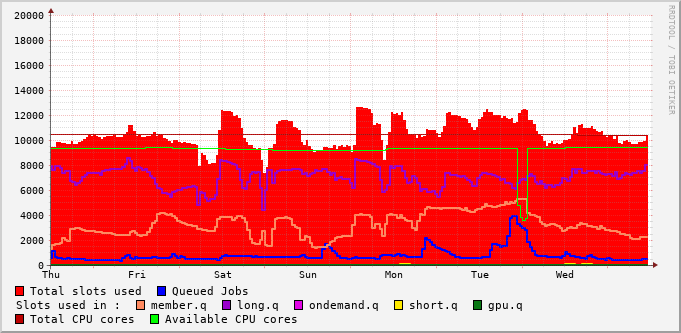 20000
18000
16000
14000
12000
10000
8000
6000
4000
2000
0
Thu Fri Sat Sun Mon Tue Wed
RRDTOOL / TOBI OETIKER
Total slots used Queued Jobs
Slots used in : member.q long.q ondemand.q short.q gpu.q
Total CPU cores Available CPU cores